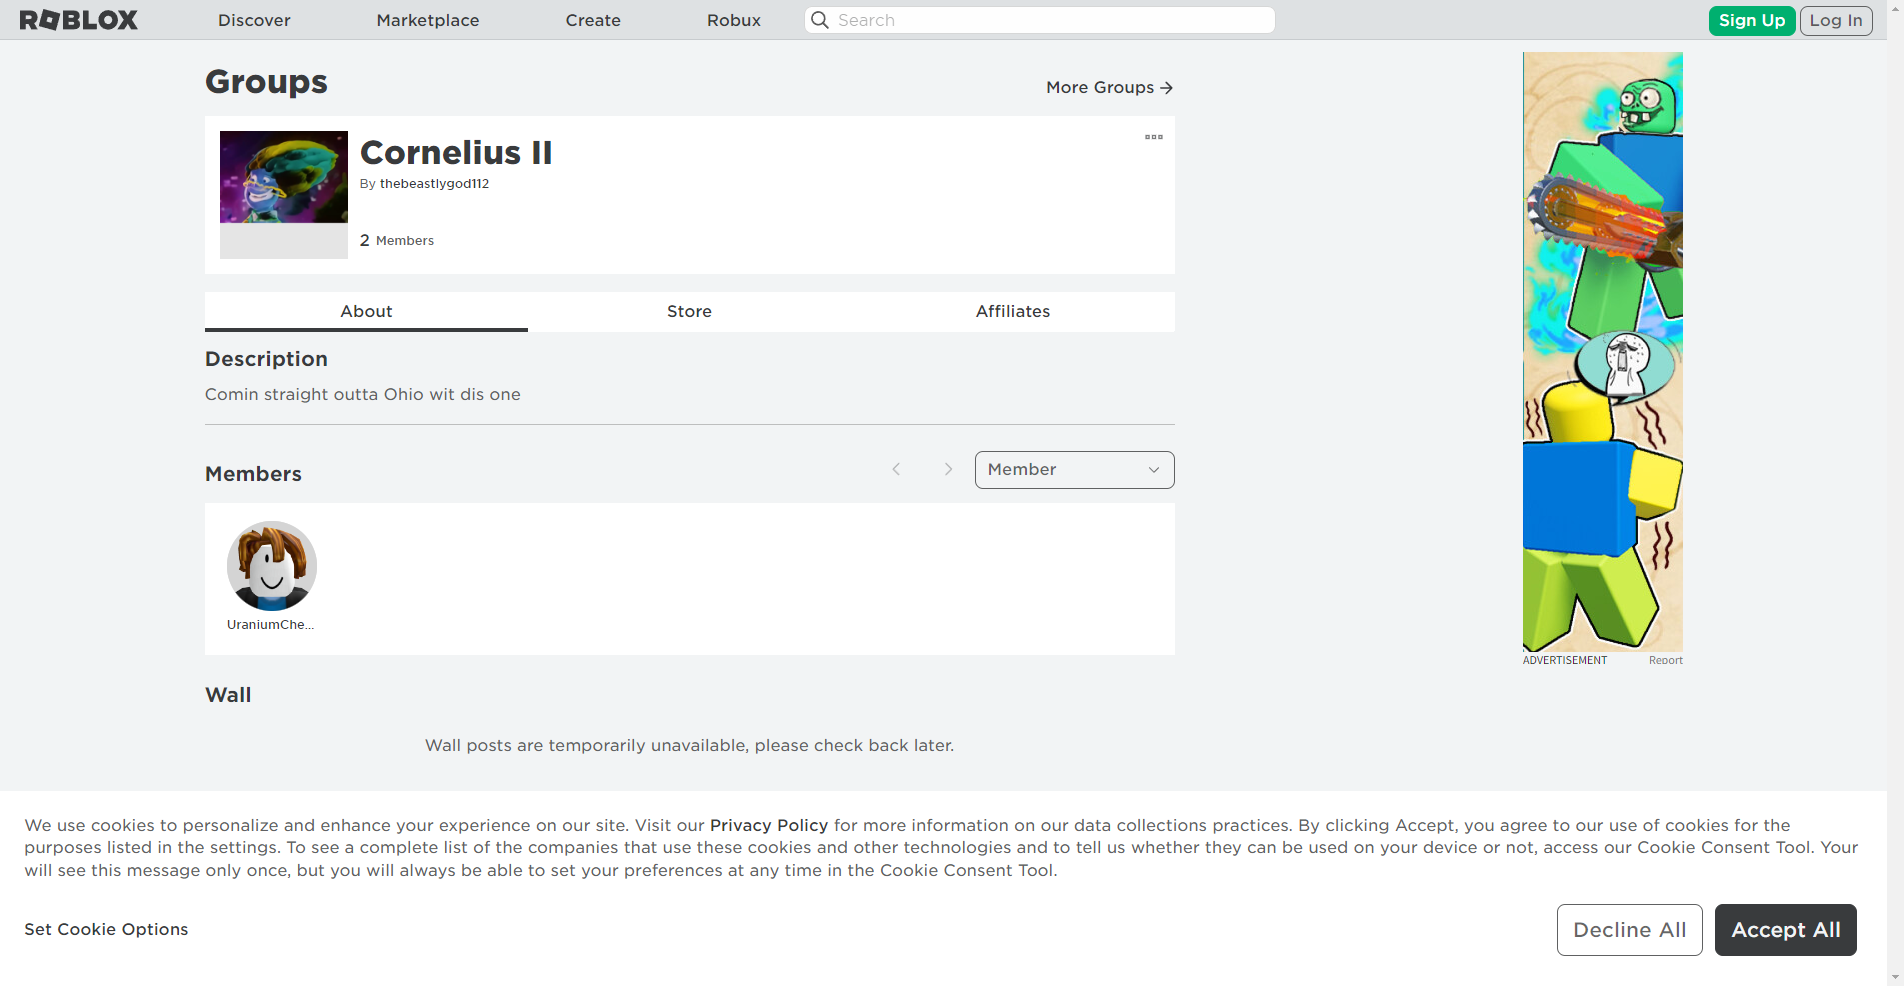 ROBLOX
Discover
Marketplace
Create
Robux
Search
Sign Up
Log In
Groups
More Groups
Cornelius II
By thebeastlygod112
2 Members
About
Store
Affiliates
Description
Comin straight outta Ohio wit dis one
Members
Member
UraniumChe...
ADVERTISEMENT
Report
Wall
Wall posts are temporarily unavailable, please check back later.
We use cookies to personalize and enhance your experience on our site. Visit our Privacy Policy for more information on our data collections practices. By clicking Accept, you agree to our use of cookies for the
purposes listed in the settings. To see a complete list of the companies that use these cookies and other technologies and to tell us whether they can be used on your device or not, access our Cookie Consent Tool. Your
will see this message only once, but you will always be able to set your preferences at any time in the Cookie Consent Tool.
Set Cookie Options
Decline All
Accept All